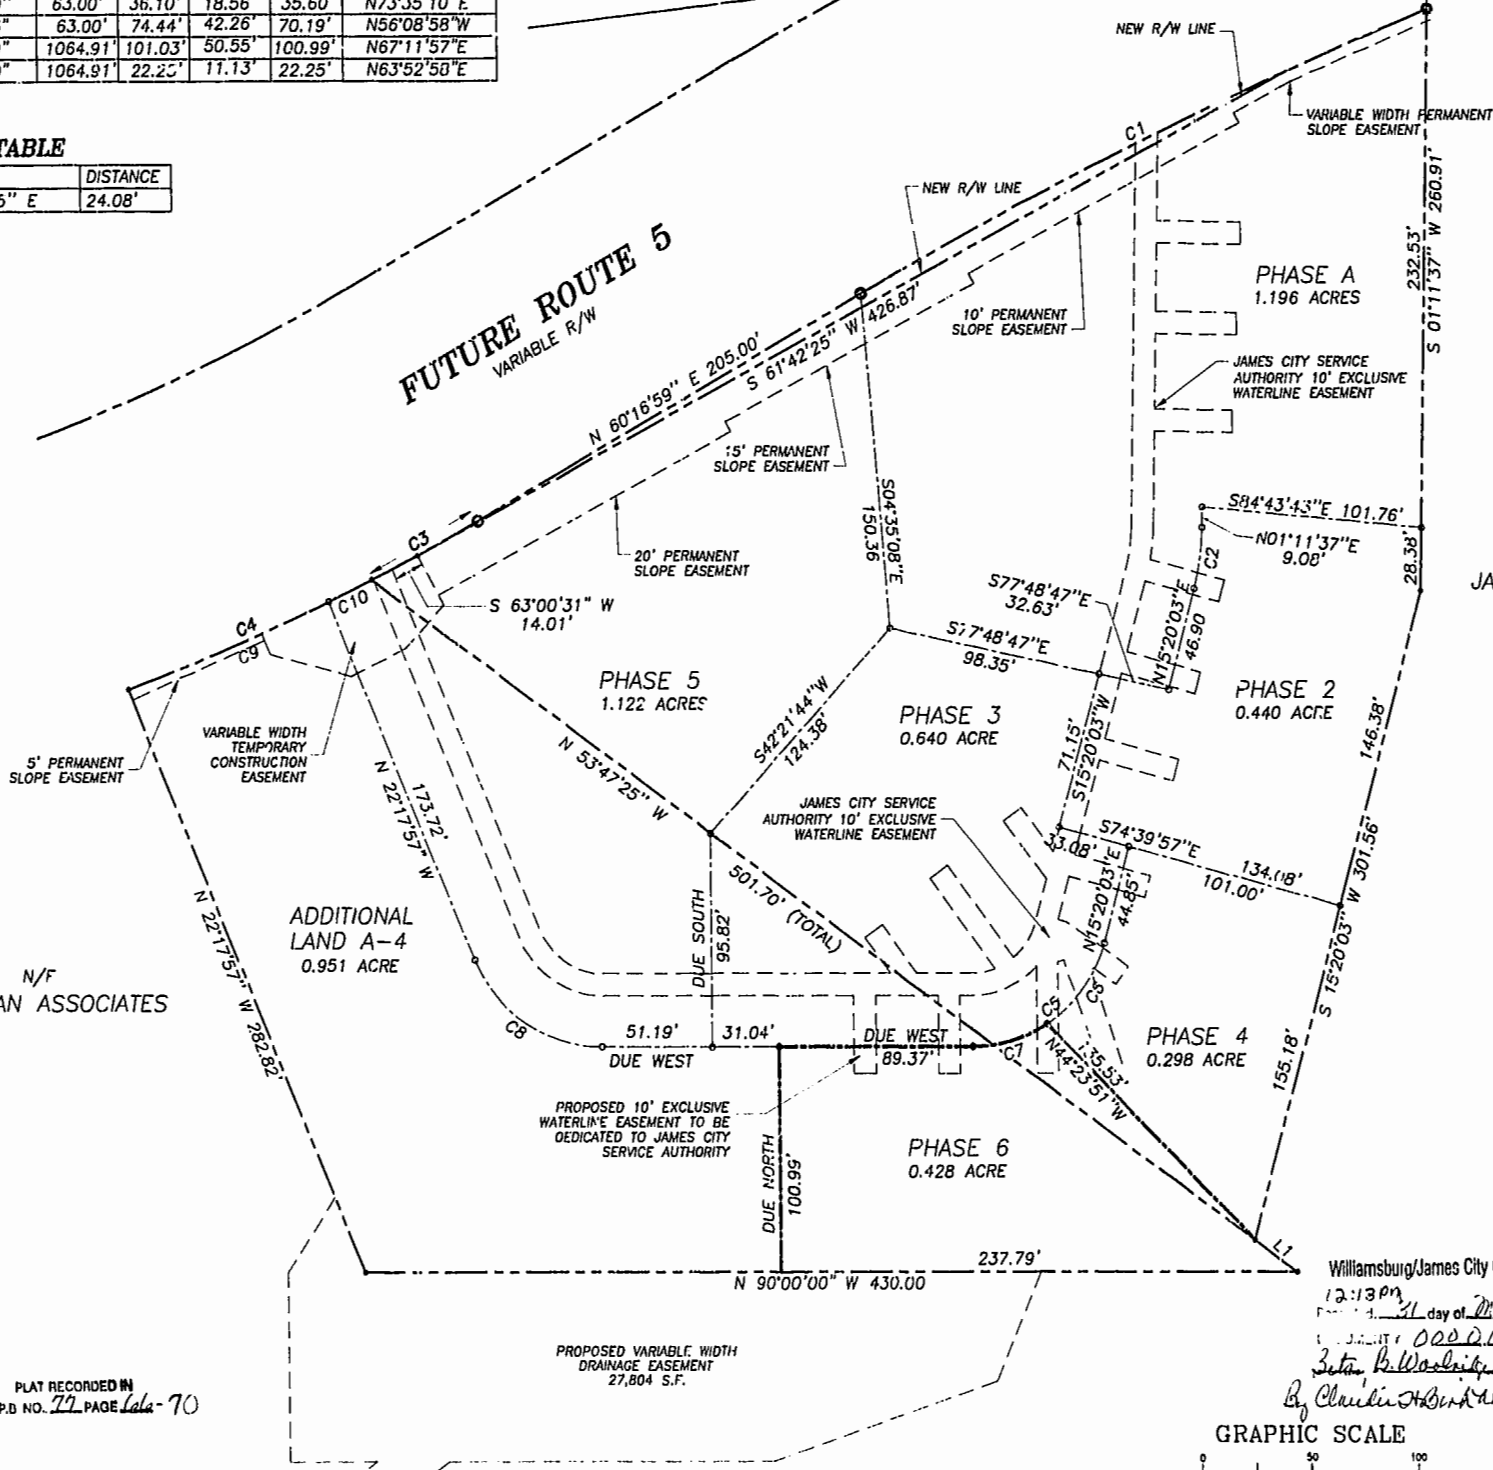 63.00' 36.10' 18.56' 35.60' N73°35'10"E
63.00' 74.44' 42.26' 70.19' N56°08'58"W
1064.91' 101.03' 50.55' 100.99' N67°11'57"E
1064.91' 11.13' 22.25' N63°52'58"E
TABLE
DISTANCE
" E 24.08'
FUTURE ROUTE 5
VARIABLE R/W
NEW R/W LINE
VARIABLE WIDTH PERMANENT
SLOPE EASEMENT
C1
NEW R/W LINE
232.53'
S 01°11'37" W 260.91'
PHASE A
1.196 ACRES
10' PERMANENT
SLOPE EASEMENT
JAMES CITY SERVICE
AUTHORITY 10' EXCLUSIVE
WATERLINE EASEMENT
N 60°16'59" E 205.00'
S 61°42'25" W 426.87'
15' PERMANENT
SLOPE EASEMENT
S04°35'08"E
150.36
S84°43'43"E 101.76'
N01°11'37"E
9.08'
C2
28.38'
JA
C3
20' PERMANENT
SLOPE EASEMENT
S 63°00'31" W
14.01'
C10
C4
C9
S77°48'47"E
32.63'
S77°48'47"E
98.35'
N15°20'03"E
46.90
PHASE 5
1.122 ACRES
S42°21'44"W
124.38'
PHASE 3
0.640 ACRE
PHASE 2
0.440 ACRE
146.38'
5' PERMANENT
SLOPE EASEMENT
VARIABLE WIDTH
TEMPORARY
CONSTRUCTION
EASEMENT
N 53°47'25" W
501.70' (TOTAL)
173.72'
N 22°17'57" W
71.15'
S15°20'03"W
JAMES CITY SERVICE
AUTHORITY 10' EXCLUSIVE
WATERLINE EASEMENT
S74°39'57"E
33.08'
134.08'
101.00'
N15°20'03"E
44.85'
S 15°20'03" W 301.56'
ADDITIONAL
LAND A-4
0.951 ACRE
N/F
AN ASSOCIATES
N 22°17'57" W 282.82'
DUE SOUTH
95.82'
C8
51.19'
DUE WEST
31.04'
DUE WEST
89.37'
C7
C5
C5
N44°23'51"W
135.53'
PHASE 4
0.298 ACRE
155.18'
PROPOSED 10' EXCLUSIVE
WATERLINE EASEMENT TO BE
DEDICATED TO JAMES CITY
SERVICE AUTHORITY
DUE NORTH
100.99'
PHASE 6
0.428 ACRE
L1
237.79'
N 90°00'00" W 430.00
PROPOSED VARIABLE WIDTH
DRAINAGE EASEMENT
27,804 S.F.
Williamsburg/James City
12:13 PM
31 day of
B. Woolridge
By
PLAT RECORDED IN
P.B NO. 77 PAGE -70
GRAPHIC SCALE
0 50 100